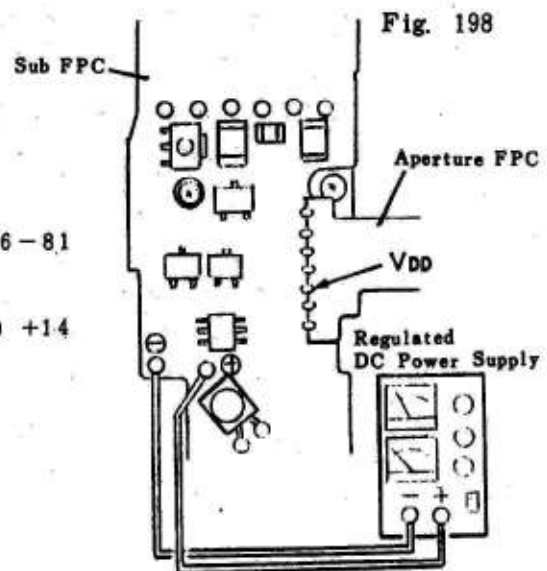 Fig. 198
Sub FPC
Aperture FPC
6-81
VDD
+14
Regulated
DC Power Supply
⊖
⊕
− +